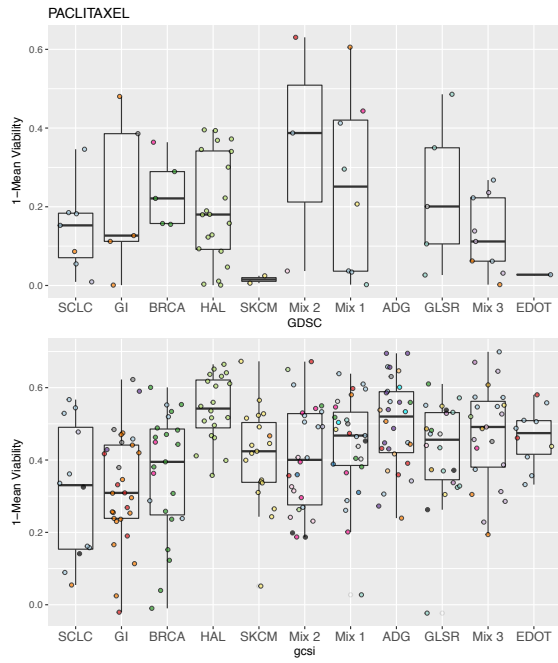 PACLITAXEL
1−Mean Viability
0.6
0.4
0.2
0.0
SCLC GI BRCA HAL SKCM Mix 2 Mix 1 ADG GLSR Mix 3 EDOT
GDSC
1−Mean Viability
0.6
0.4
0.2
0.0
SCLC GI BRCA HAL SKCM Mix 2 Mix 1 ADG GLSR Mix 3 EDOT
gcsi